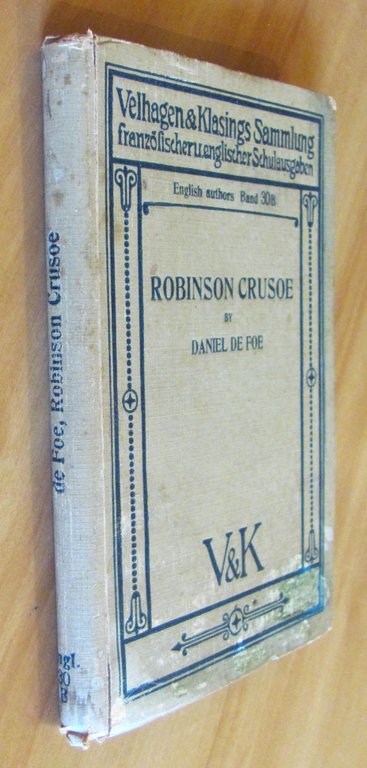 Velhagen & Klasings Sammlung
französischer u. englischer Schulausgaben
English authors Band 30B
ROBINSON CRUSOE
BY
DANIEL DE FOE
V&K
de Foe, Robinson Crusoe
ngl.
30
B